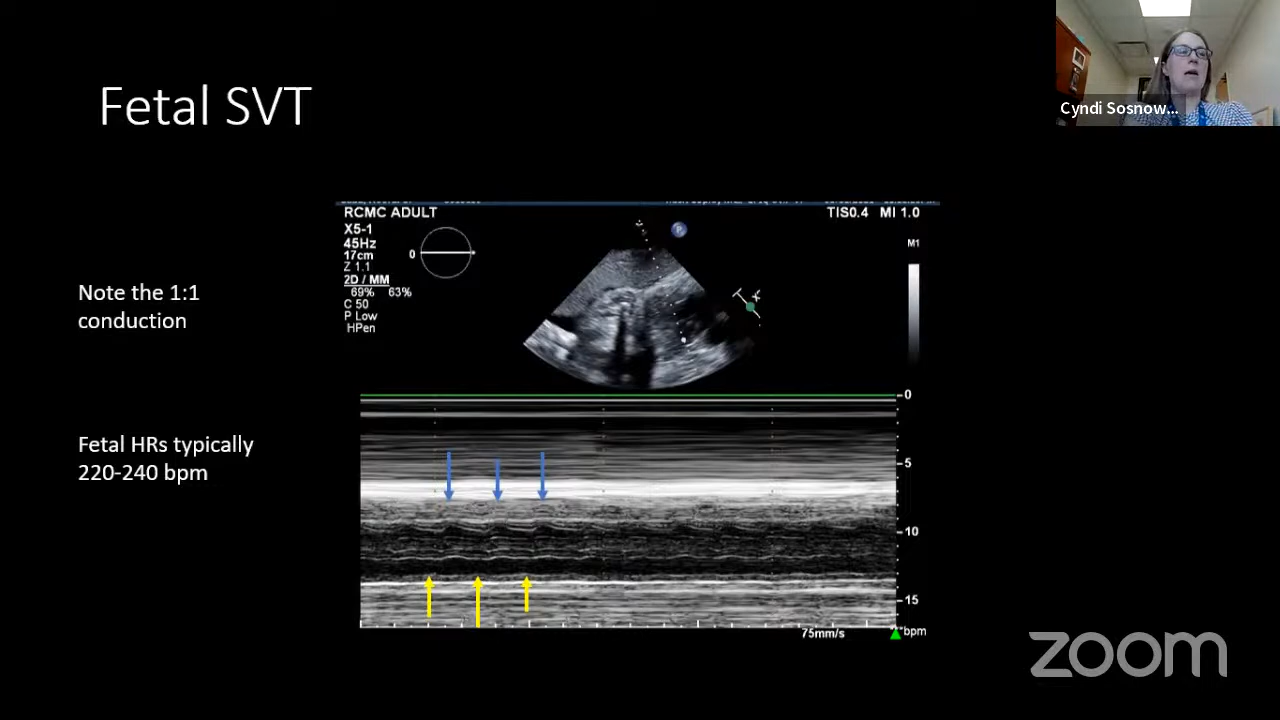 Fetal SVT
Cyndi Sosnow...
RCMC ADULT
TIS0.4 MI 1.0
X5-1
45Hz
17cm
Z 1.1
2D / MM
69% 63%
C 50
P Low
HPen
0
P
M1
Note the 1:1
conduction
Fetal HRs typically
220-240 bpm
0
5
10
15
75mm/s
bpm
zoom